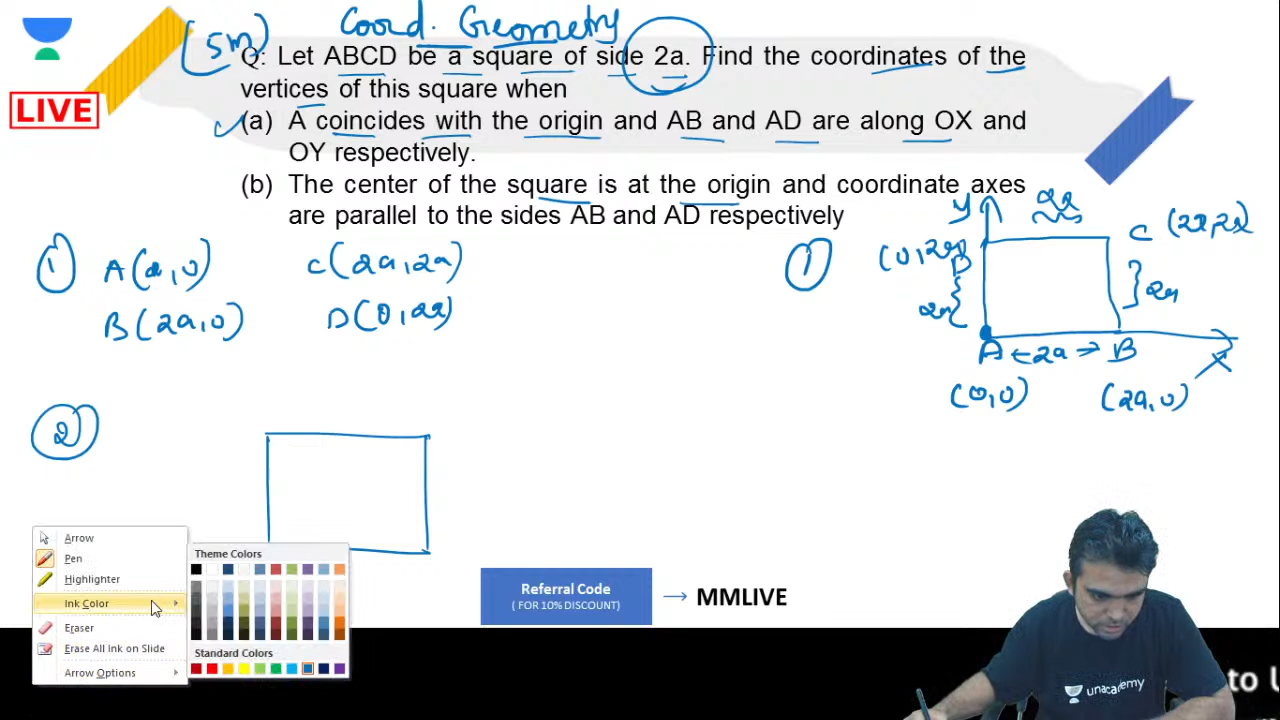 Coord. Geometry
[5m)
Q: Let ABCD be a square of side 2a. Find the coordinates of the
vertices of this square when
LIVE
(a) A coincides with the origin and AB and AD are along OX and
OY respectively.
(b) The center of the square is at the origin and coordinate axes
are parallel to the sides AB and AD respectively
① A(0,0) C(2a,2a)
B(2a,0) D(0,2a)
①
Y 2a
(0,2a) D C (2a,2a)
2a 2a
A ←2a→ B X
(0,0) (2a,0)
②
Arrow
Pen
Highlighter
Ink Color
Eraser
Erase All Ink on Slide
Arrow Options
Theme Colors
Standard Colors
Referral Code
( FOR 10% DISCOUNT)
→ MMLIVE
unacademy
to